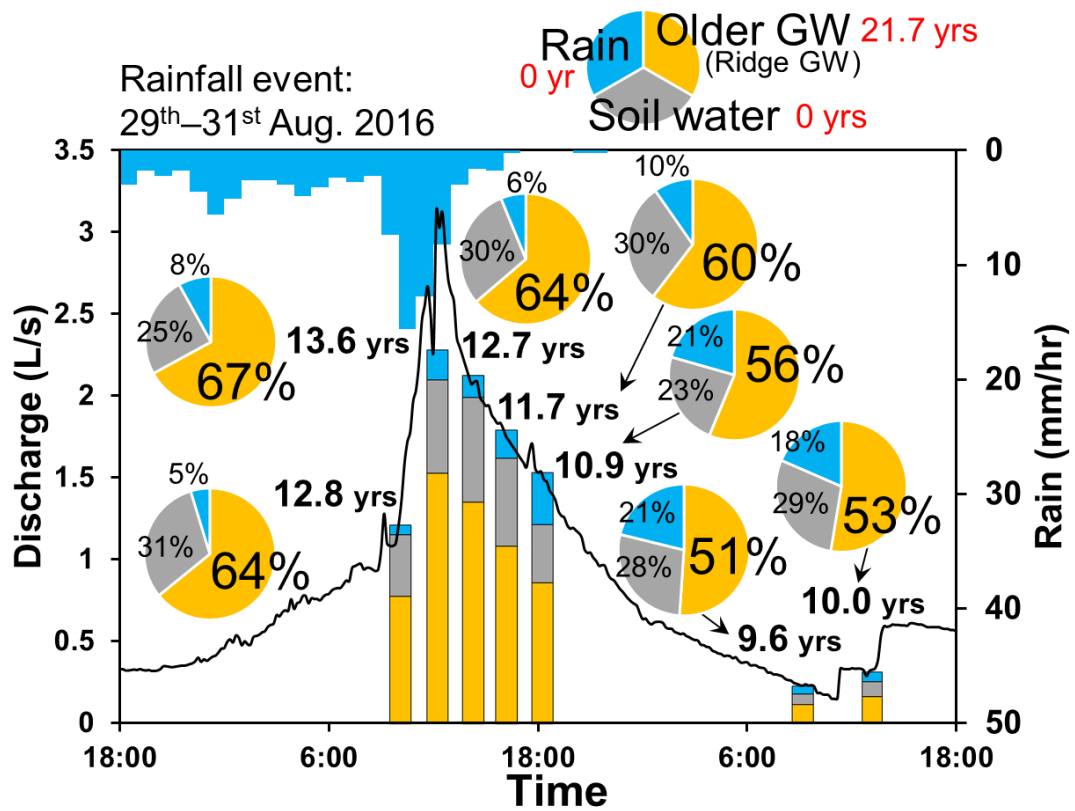 Rain
Older GW 21.7 yrs
(Ridge GW)
0 yr
Soil water 0 yrs
Rainfall event:
29th–31st Aug. 2016
3.5
3
2.5
2
1.5
1
0.5
0
Discharge (L/s)
0
10
20
30
40
50
Rain (mm/hr)
8%
25%
67%
13.6 yrs
5%
31%
64%
12.8 yrs
6%
30%
64%
12.7 yrs
10%
30%
60%
11.7 yrs
21%
23%
56%
10.9 yrs
21%
28%
51%
9.6 yrs
18%
29%
53%
10.0 yrs
18:00
6:00
18:00
6:00
18:00
Time